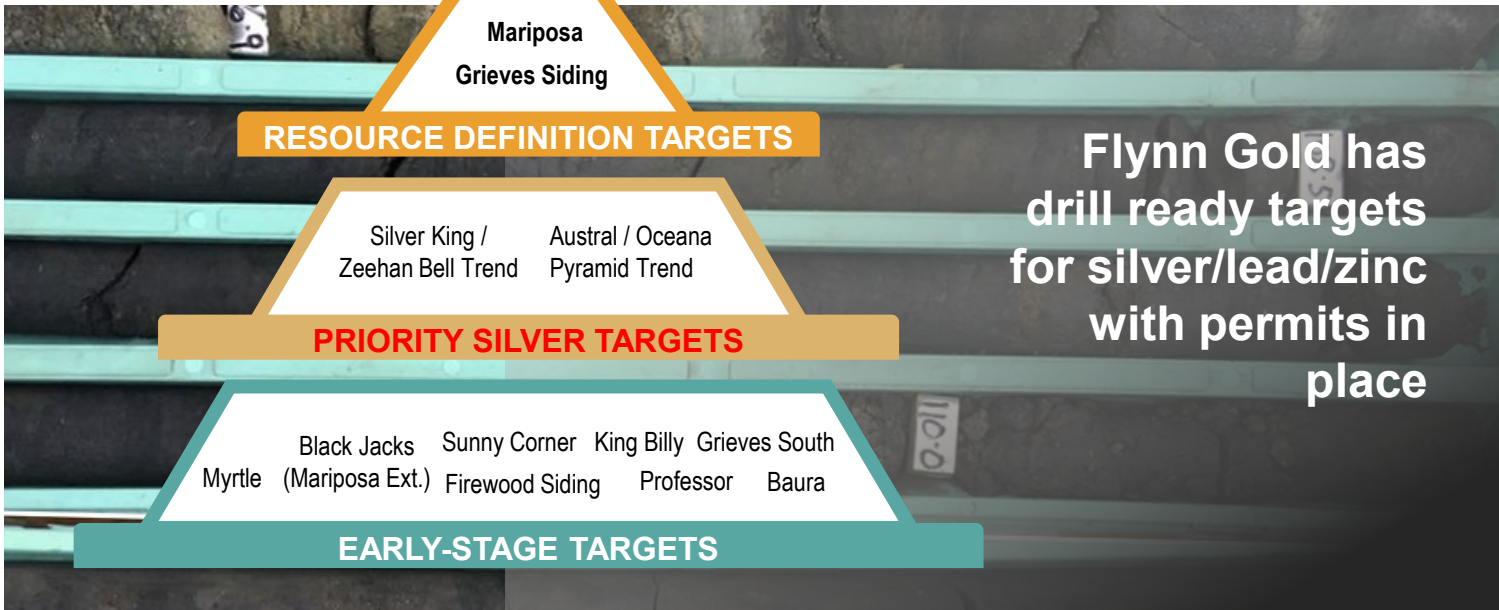 Mariposa
Grieves Siding
RESOURCE DEFINITION TARGETS
Silver King /
Zeehan Bell Trend
Austral / Oceana
Pyramid Trend
PRIORITY SILVER TARGETS
Myrtle
Black Jacks
(Mariposa Ext.)
Sunny Corner
Firewood Siding
King Billy
Professor
Grieves South
Baura
EARLY-STAGE TARGETS
Flynn Gold has
drill ready targets
for silver/lead/zinc
with permits in
place
110.0